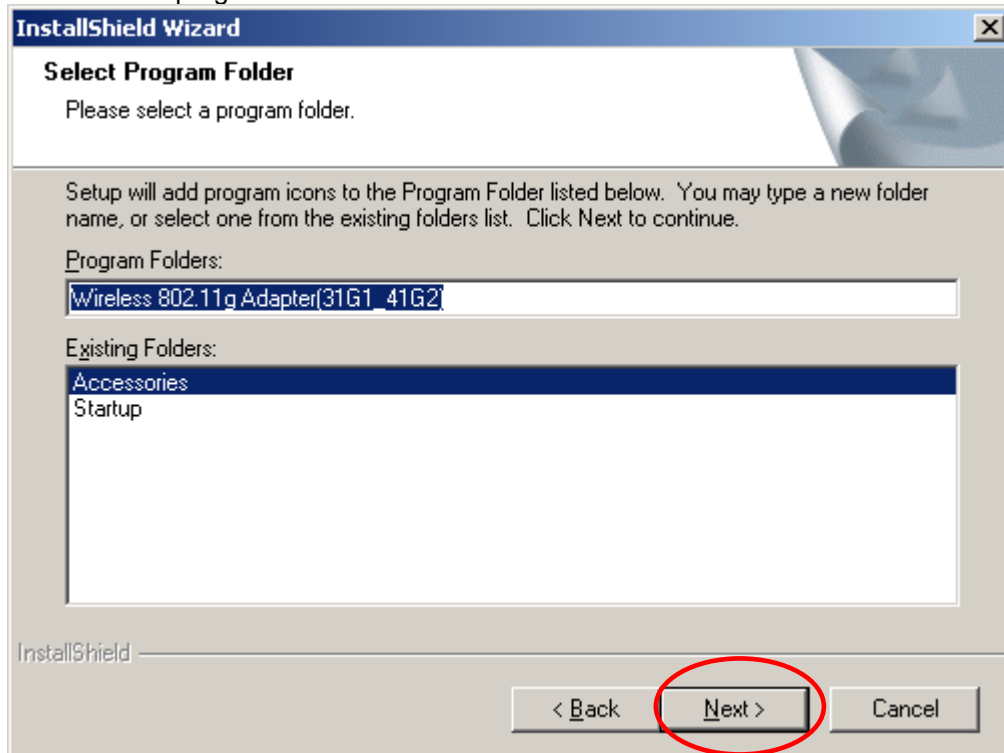 InstallShield Wizard
Select Program Folder
Please select a program folder.
Setup will add program icons to the Program Folder listed below. You may type a new folder
name, or select one from the existing folders list. Click Next to continue.
Program Folders:
Wireless 802.11g Adapter(31G1_41G2)
Existing Folders:
Accessories
Startup
InstallShield
< Back Next > Cancel